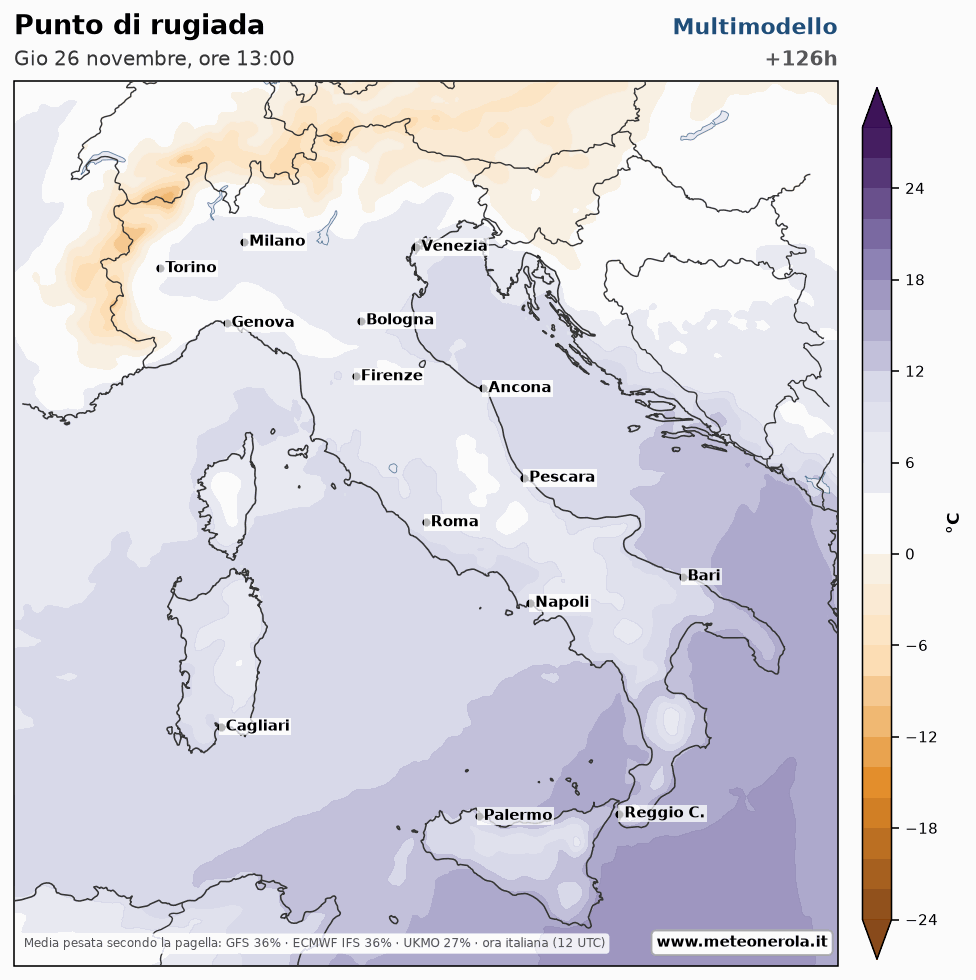 Punto di rugiada
Multimodello
Gio 26 novembre, ore 13:00
+126h
Milano
Venezia
Torino
Genova
Bologna
Firenze
Ancona
Pescara
Roma
Bari
Napoli
Cagliari
Palermo
Reggio C.
24
18
12
6
0
−6
−12
−18
−24
°C
Media pesata secondo la pagella: GFS 36% · ECMWF IFS 36% · UKMO 27% · ora italiana (12 UTC)
www.meteonerola.it